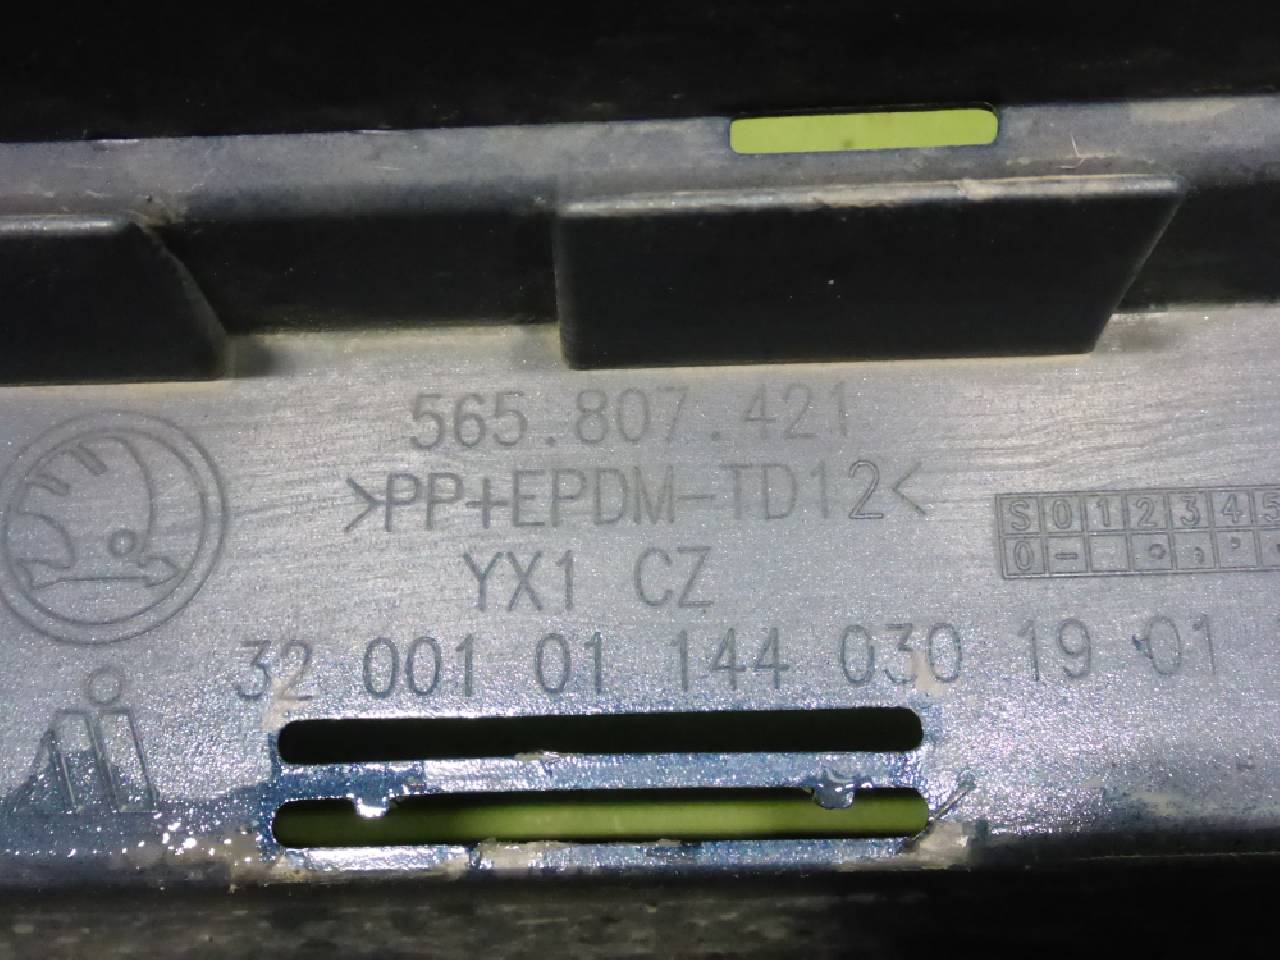 565.807.421
>PP+EPDM-TD12<
YX1 CZ
32 001 01 144 030 19 01
S 0 1 2 3 4 5
0